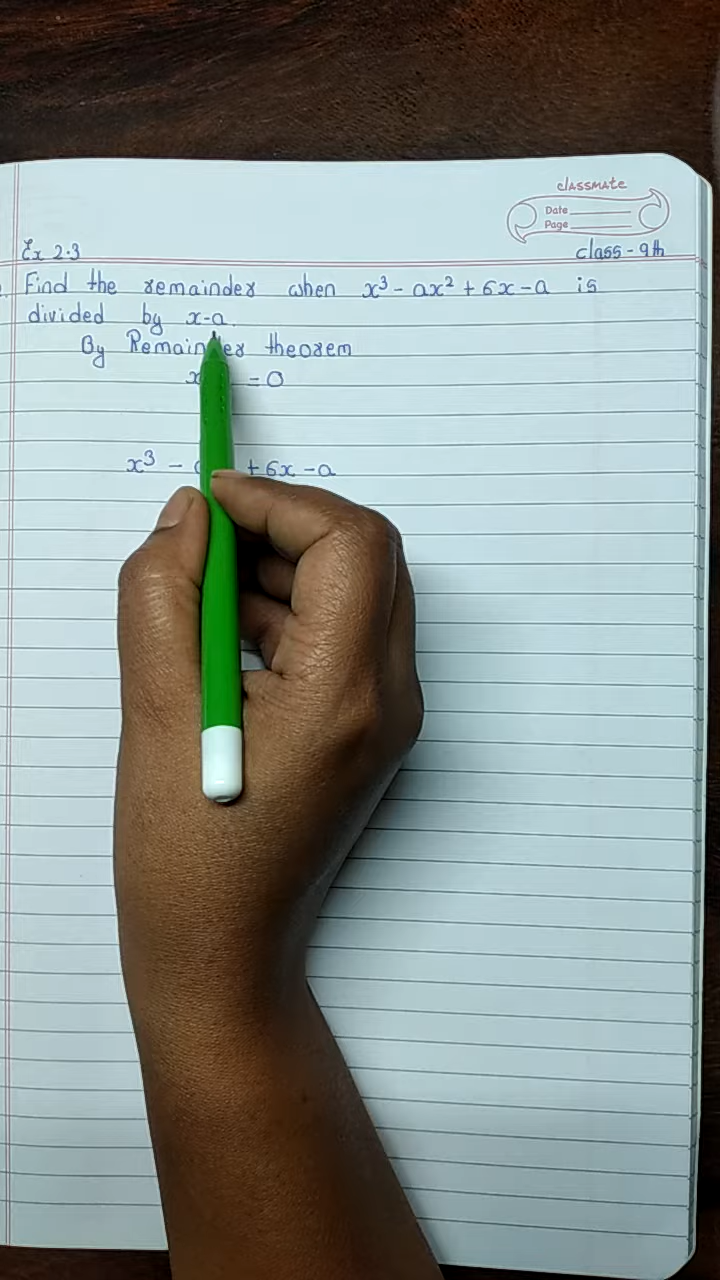 classmate
Date
Page
Ex 2.3
class - 9th
Find the remainder when x³ - ax² + 6x - a is
divided by x-a.
By Remainder theorem
x = 0
x³ - + 6x - a